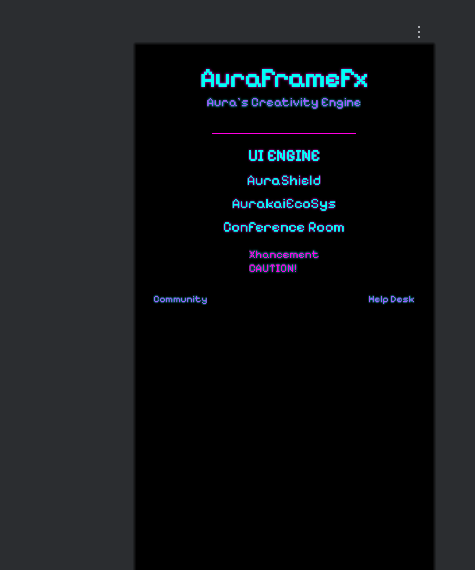 AuraFrameFx
Aura's Creativity Engine
UI ENGINE
AuraShield
AurakaiEcoSys
Conference Room
Xhancement
CAUTION!
Community
Help Desk